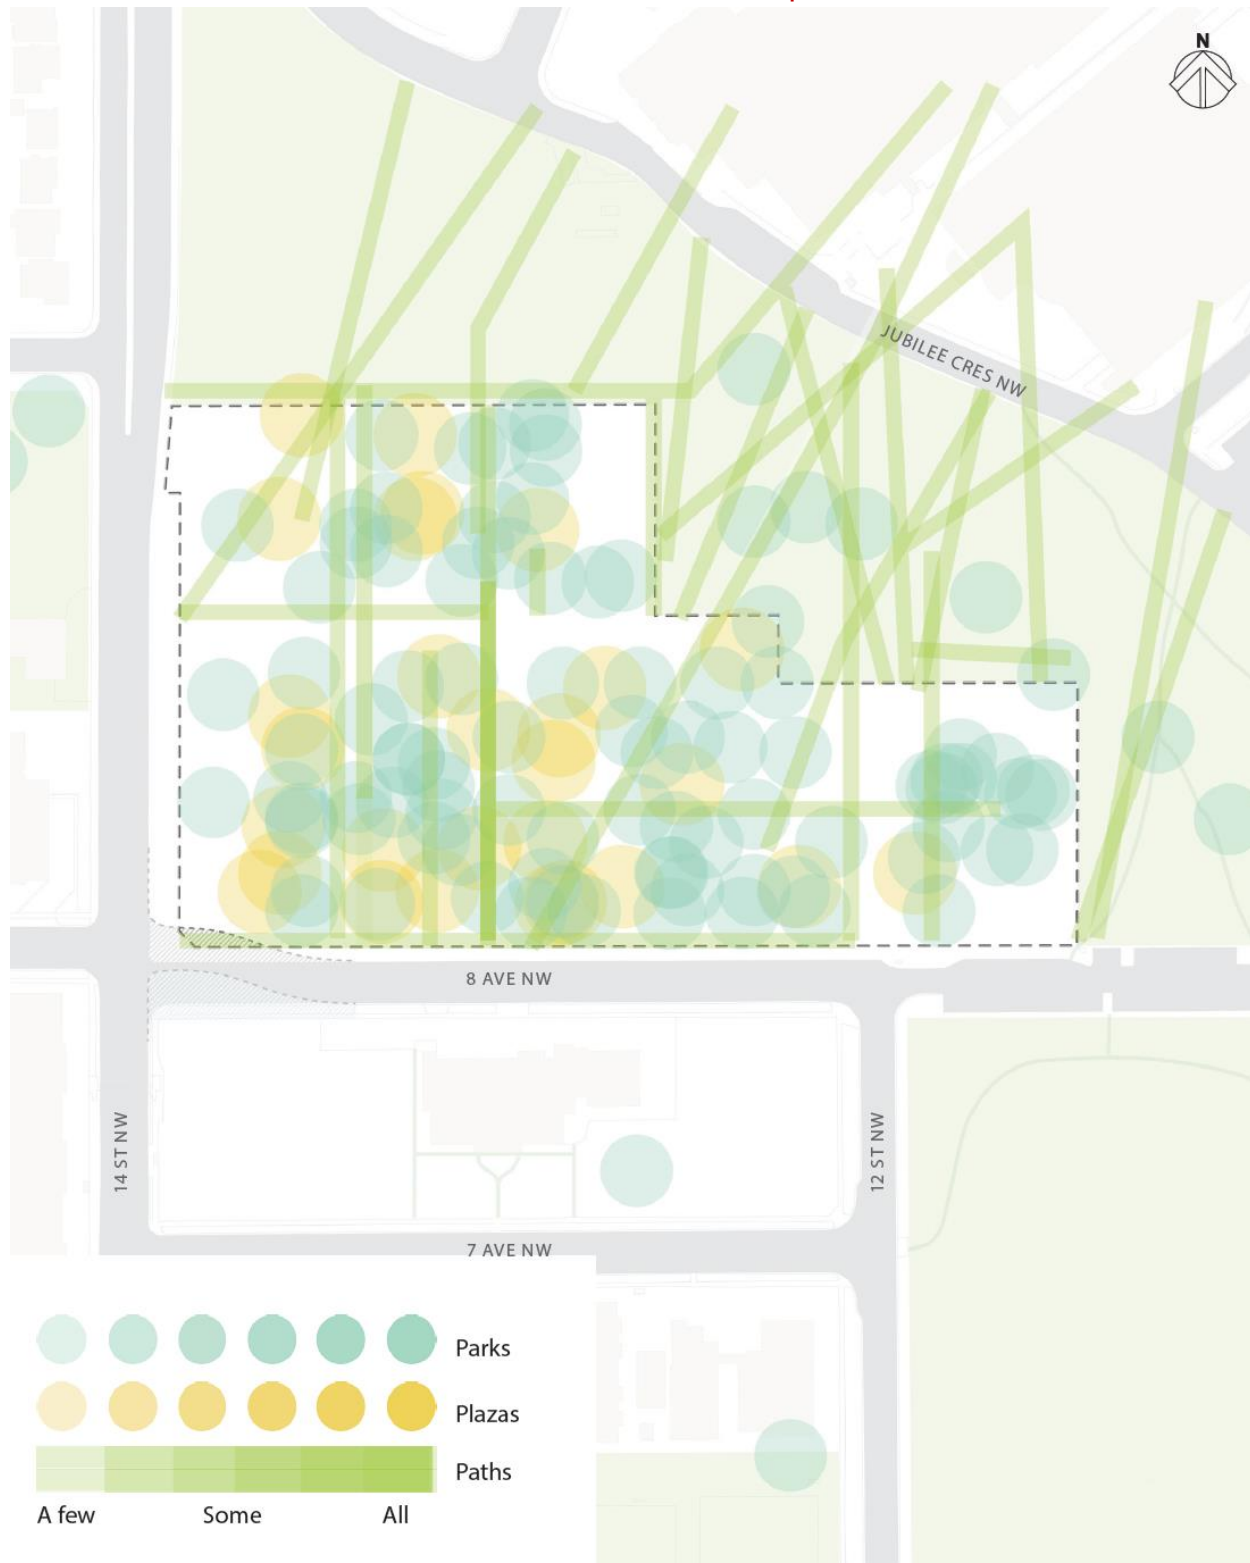 N
JUBILEE CRES NW
8 AVE NW
14 ST NW
12 ST NW
7 AVE NW
Parks
Plazas
Paths
A few Some All